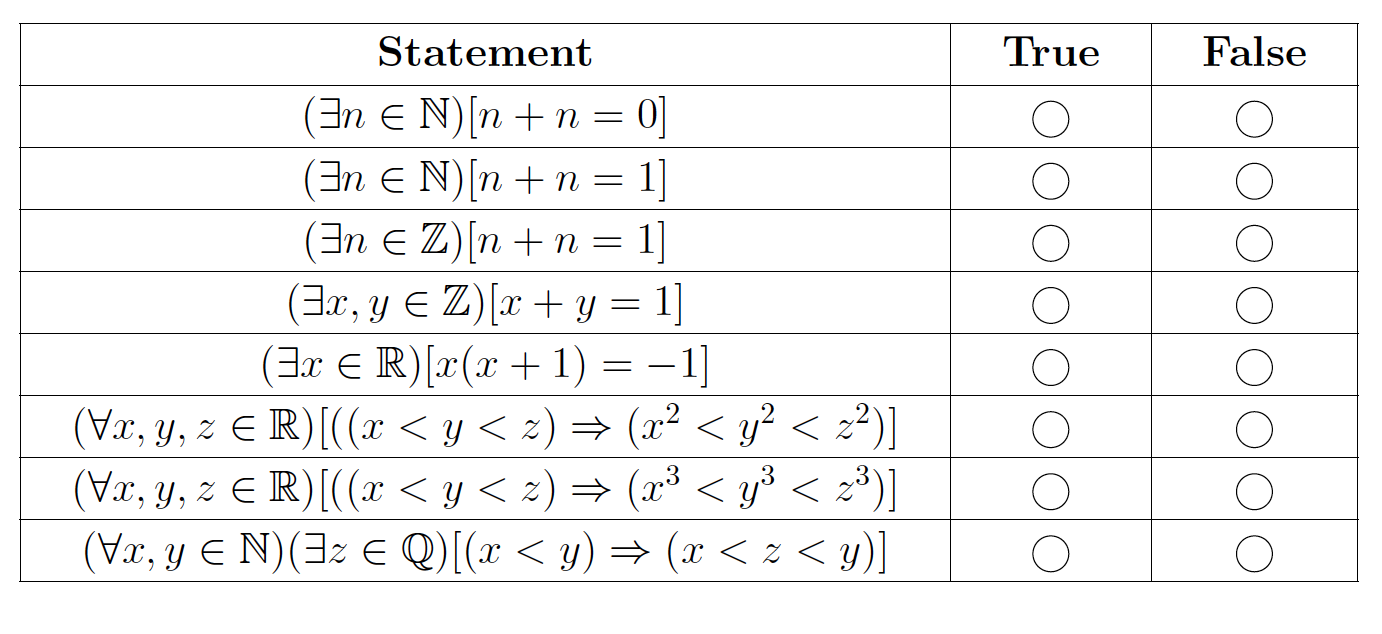 Statement True False
(∃n ∈ ℕ)[n + n = 0]
(∃n ∈ ℕ)[n + n = 1]
(∃n ∈ ℤ)[n + n = 1]
(∃x, y ∈ ℤ)[x + y = 1]
(∃x ∈ ℝ)[x(x + 1) = −1]
(∀x, y, z ∈ ℝ)[((x < y < z) ⇒ (x² < y² < z²)]
(∀x, y, z ∈ ℝ)[((x < y < z) ⇒ (x³ < y³ < z³)]
(∀x, y ∈ ℕ)(∃z ∈ ℚ)[(x < y) ⇒ (x < z < y)]